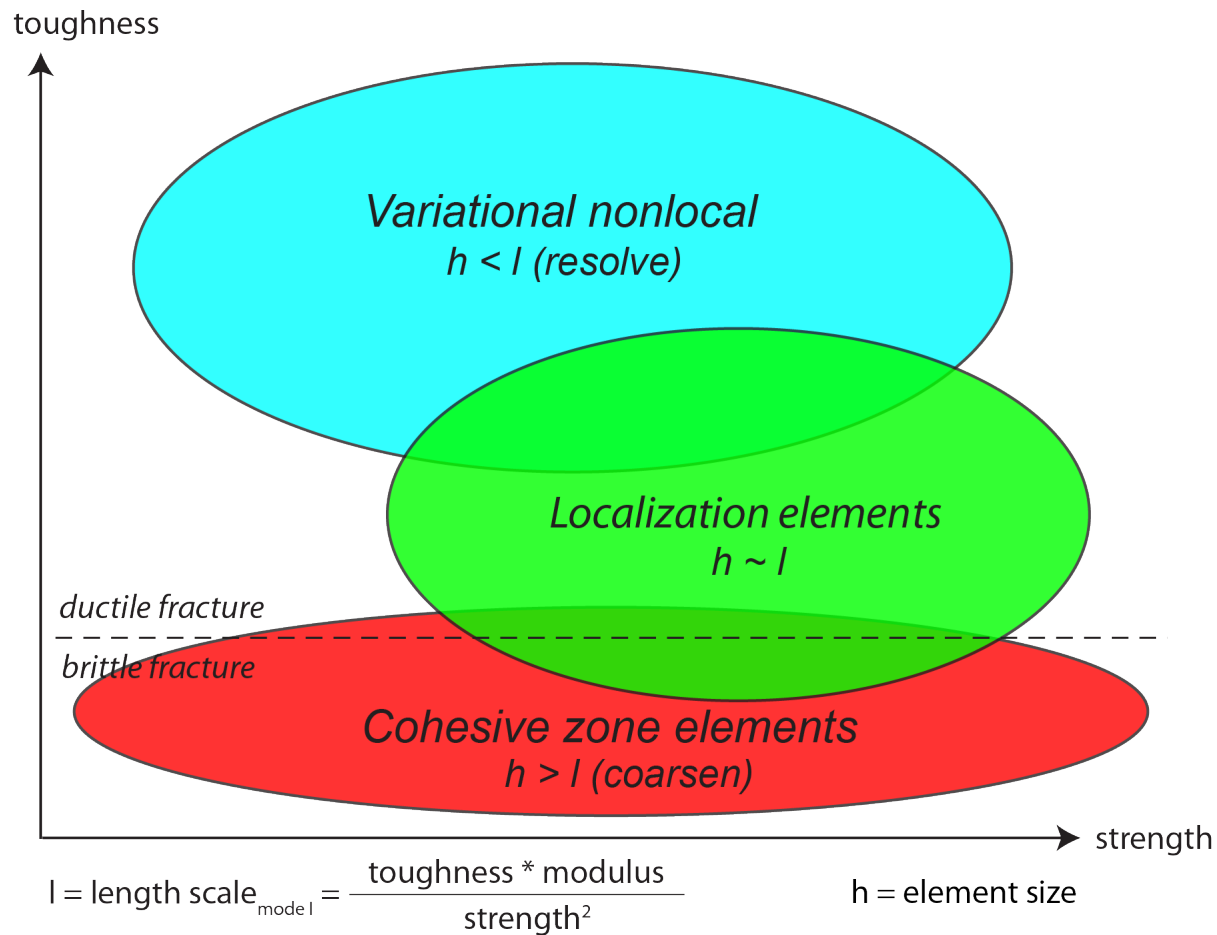 toughness
Variational nonlocal
h < l (resolve)
Localization elements
h ~ l
ductile fracture
brittle fracture
Cohesive zone elements
h > l (coarsen)
strength
l = length scale mode I = toughness * modulus
strength²
h = element size